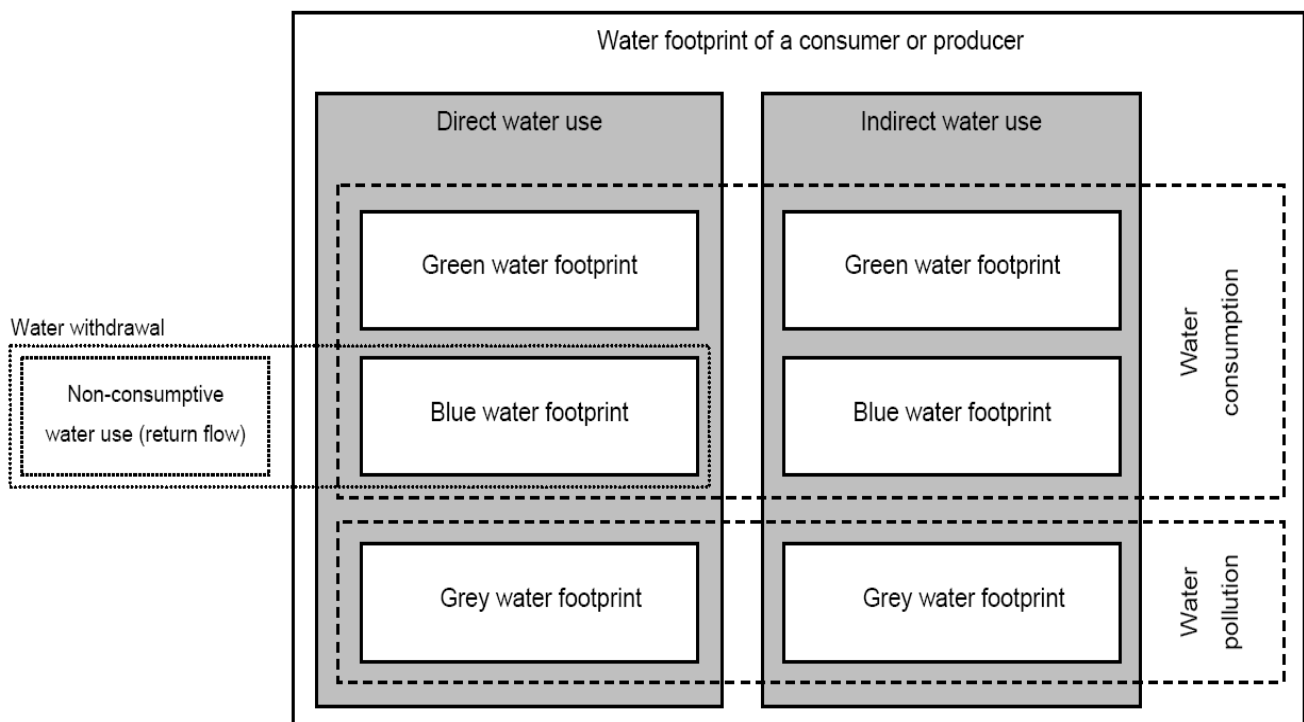 Water footprint of a consumer or producer
Direct water use
Indirect water use
Green water footprint
Green water footprint
Water
consumption
Water withdrawal
Non-consumptive
water use (return flow)
Blue water footprint
Blue water footprint
Grey water footprint
Grey water footprint
Water
pollution